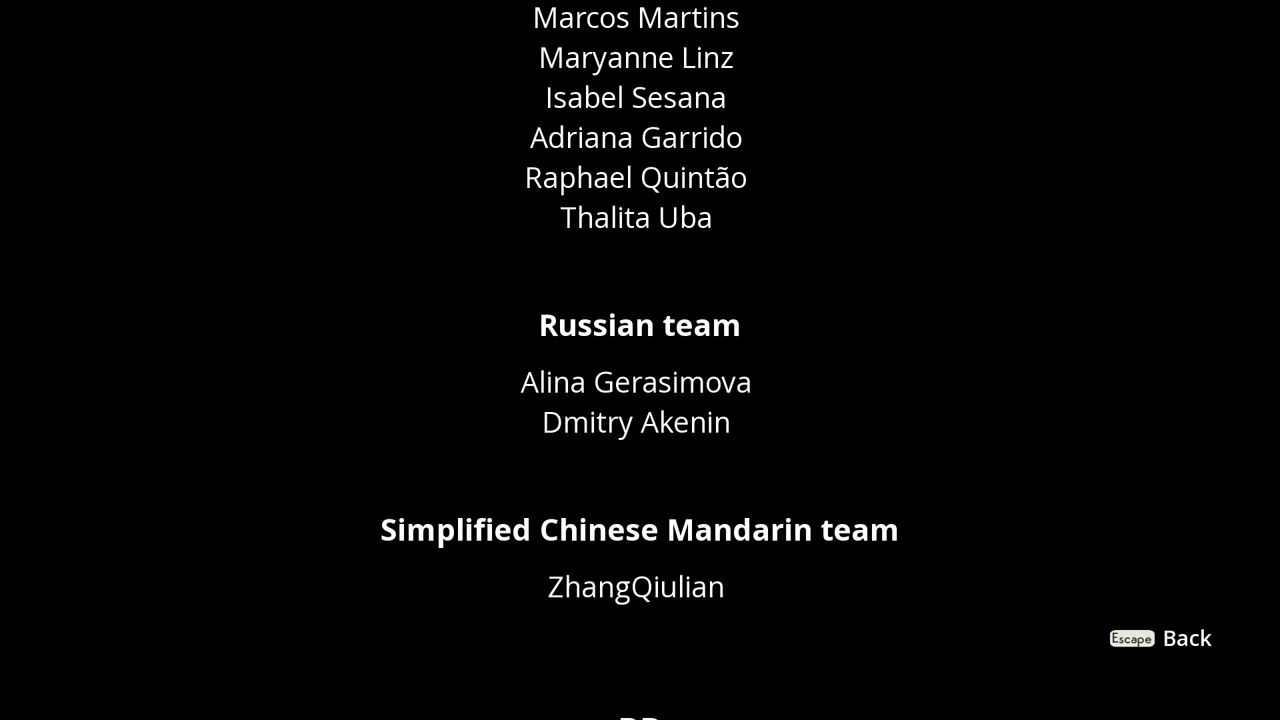 Marcos Martins
Maryanne Linz
Isabel Sesana
Adriana Garrido
Raphael Quintão
Thalita Uba
Russian team
Alina Gerasimova
Dmitry Akenin
Simplified Chinese Mandarin team
ZhangQiulian
Escape Back